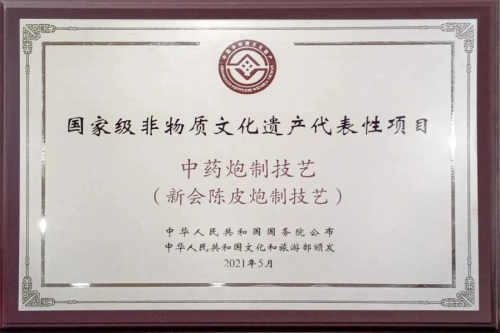 国家级非物质文化遗产代表性项目
中药炮制技艺
（新会陈皮炮制技艺）
中华人民共和国国务院公布
中华人民共和国文化和旅游部颁发
2021年5月